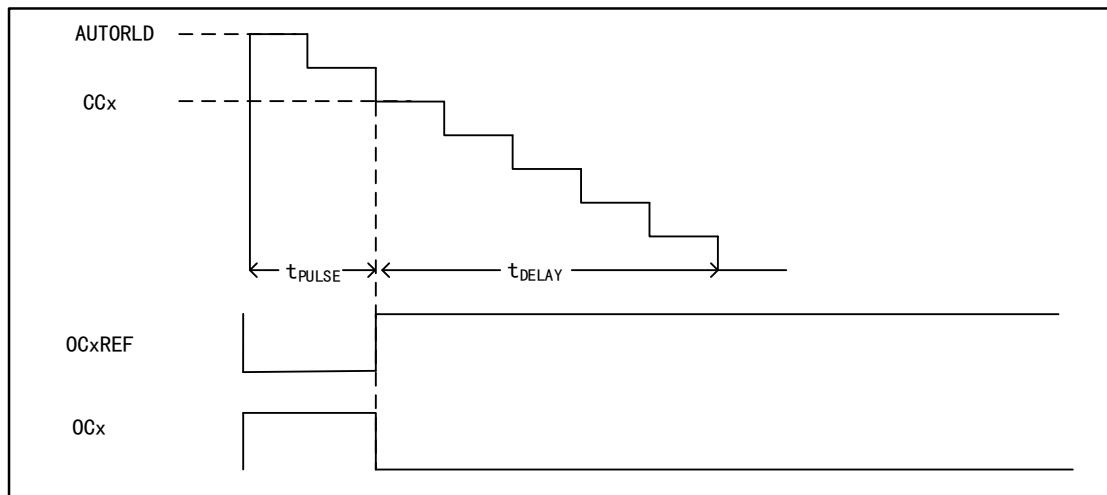 AUTORLD
CCx
tPULSE
tDELAY
OCxREF
OCx